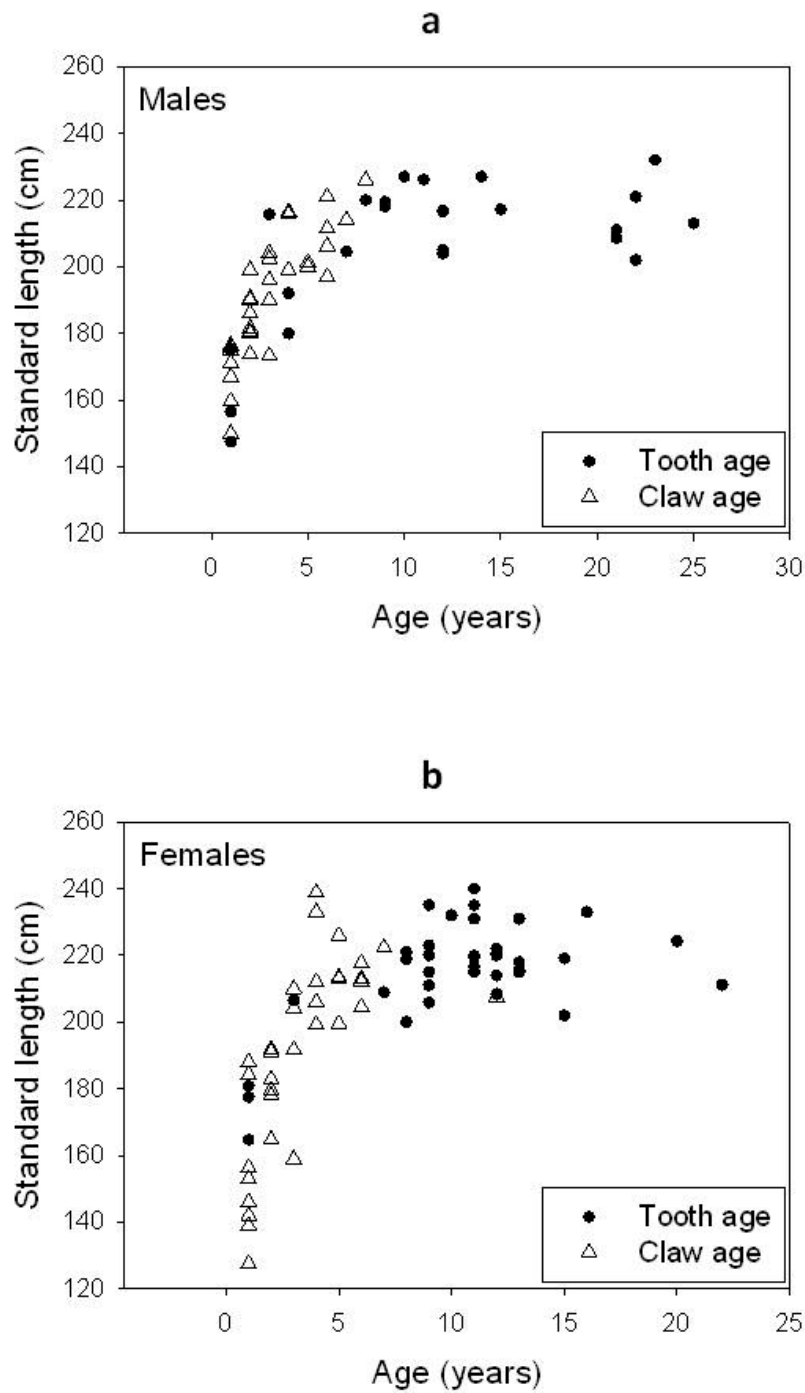 a
260
240
220
200
180
160
140
120
Standard length (cm)
Males
Tooth age
Claw age
0 5 10 15 20 25 30
Age (years)
b
260
240
220
200
180
160
140
120
Standard length (cm)
Females
Tooth age
Claw age
0 5 10 15 20 25
Age (years)